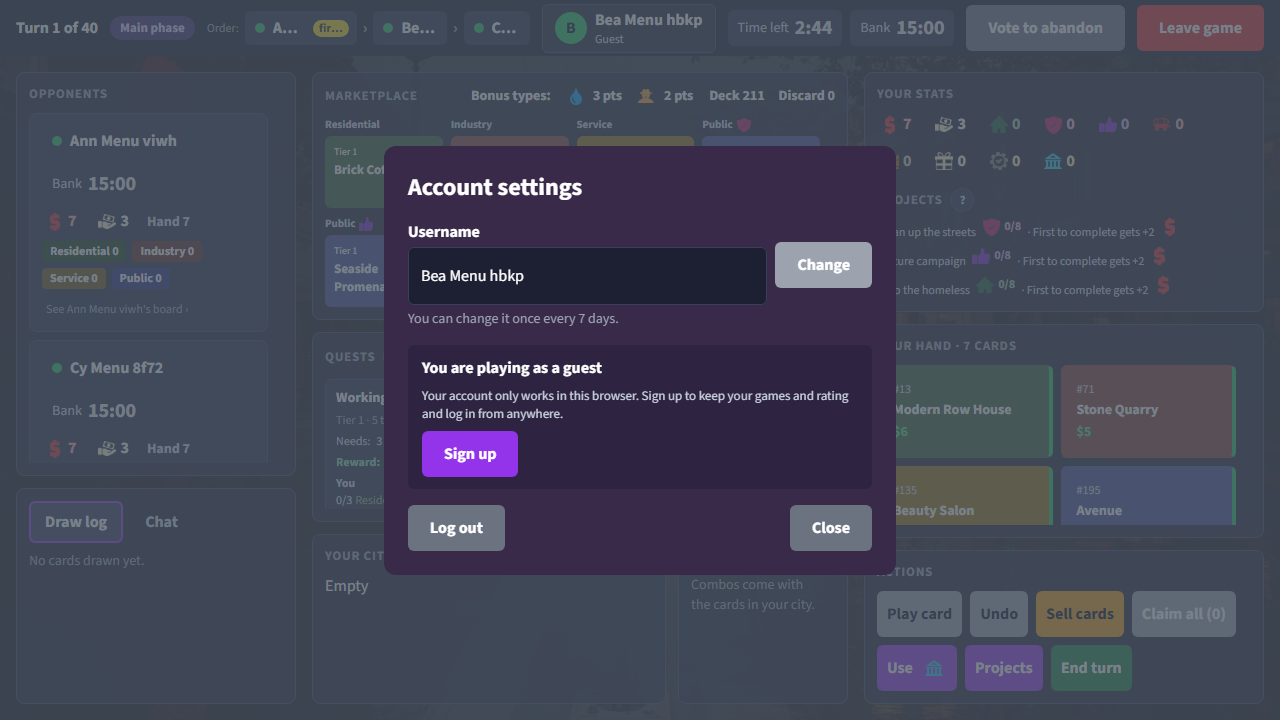 Turn 1 of 40
Main phase
Order:
A...
fir...
› Be...
› C...
B
Bea Menu hbkp
Guest
Time left 2:44
Bank 15:00
Vote to abandon
Leave game
OPPONENTS
Ann Menu viwh
Bank 15:00
7 3 Hand 7
Residential 0 Industry 0
Service 0 Public 0
See Ann Menu viwh's board ›
Cy Menu 8f72
Bank 15:00
7 3 Hand 7
Draw log Chat
No cards drawn yet.
MARKETPLACE
Bonus types: 3 pts 2 pts Deck 211 Discard 0
Residential Industry Service Public
Tier 1
Public
Tier 1
Seaside
QUESTS
Tier 1
Needs: 3
Reward:
You
0/3
Empty
Combos come with
the cards in your city.
Account settings
Username
Bea Menu hbkp
Change
You can change it once every 7 days.
You are playing as a guest
Your account only works in this browser. Sign up to keep your games and rating
and log in from anywhere.
Sign up
Log out
Close
YOUR STATS
7 3 0 0 0 0
0 0 0 0
?
up the streets 0/8 · First to complete gets +2
campaign 0/8 · First to complete gets +2
the homeless 0/8 · First to complete gets +2
HAND · 7 CARDS
Modern Row House
$6
#71
Stone Quarry
$5
#135
Beauty Salon
#195
Avenue
Play card
Undo
Sell cards
Claim all (0)
Use
Projects
End turn